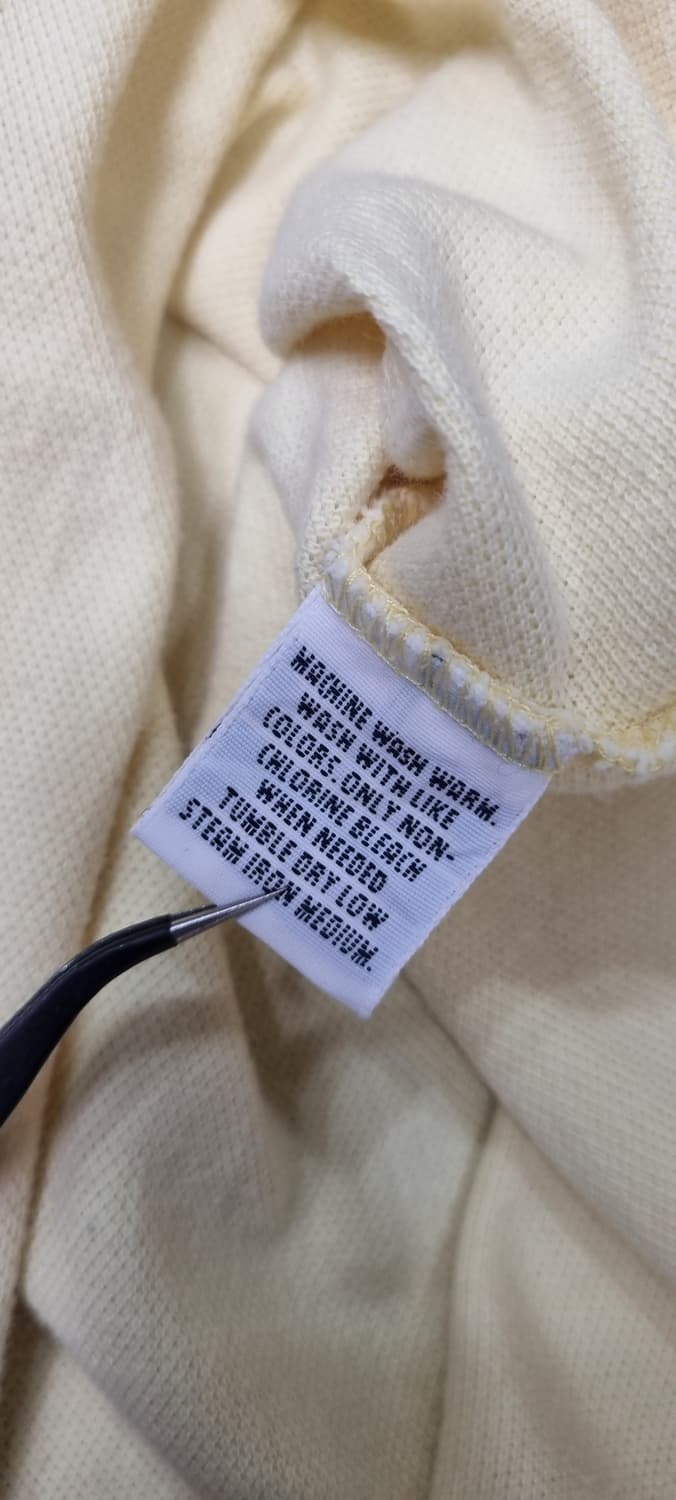 MACHINE WASH WARM.
WASH WITH LIKE
COLORS. ONLY NON-
CHLORINE BLEACH
WHEN NEEDED
TUMBLE DRY LOW
STEAM IRON MEDIUM.